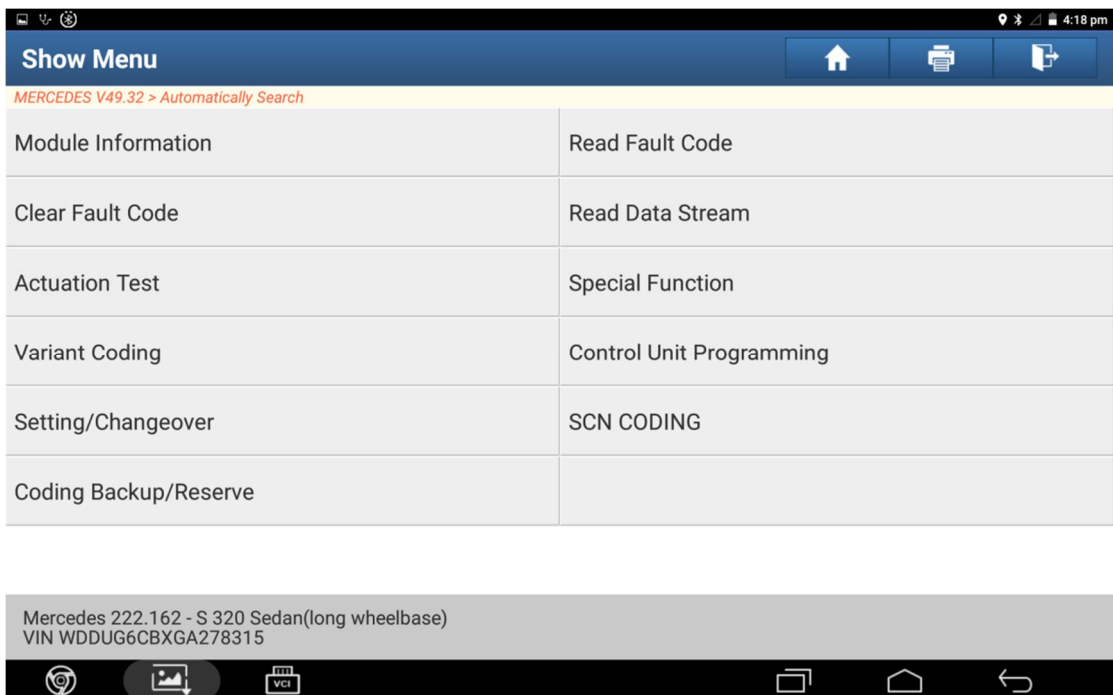 4:18 pm
Show Menu
MERCEDES V49.32 > Automatically Search
Module Information
Read Fault Code
Clear Fault Code
Read Data Stream
Actuation Test
Special Function
Variant Coding
Control Unit Programming
Setting/Changeover
SCN CODING
Coding Backup/Reserve
Mercedes 222.162 - S 320 Sedan(long wheelbase)
VIN WDDUG6CBXGA278315
VCI